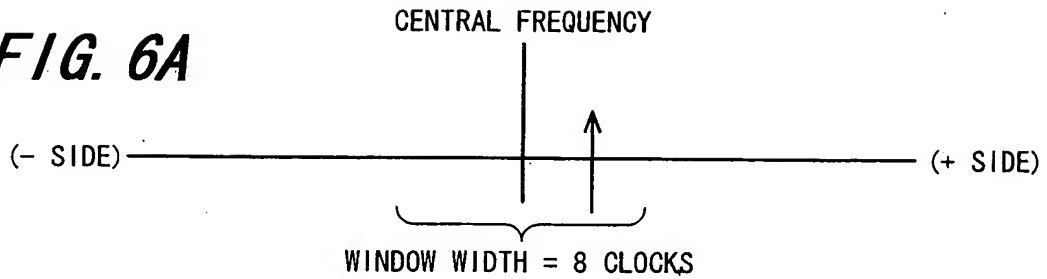 CENTRAL FREQUENCY
FIG. 6A
(- SIDE)
(+ SIDE)
WINDOW WIDTH = 8 CLOCKS